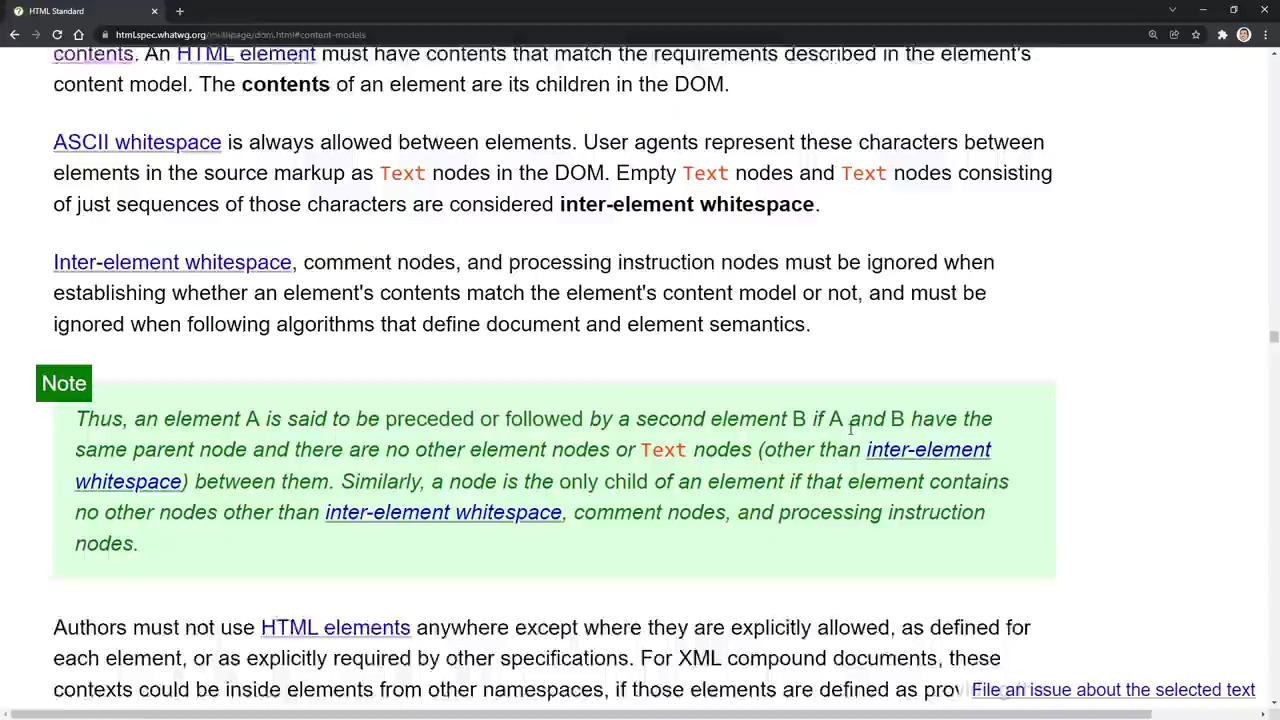 HTML Standard
html.spec.whatwg.org/multipage/dom.html#content-models
contents. An HTML element must have contents that match the requirements described in the element's
content model. The contents of an element are its children in the DOM.
ASCII whitespace is always allowed between elements. User agents represent these characters between
elements in the source markup as Text nodes in the DOM. Empty Text nodes and Text nodes consisting
of just sequences of those characters are considered inter-element whitespace.
Inter-element whitespace, comment nodes, and processing instruction nodes must be ignored when
establishing whether an element's contents match the element's content model or not, and must be
ignored when following algorithms that define document and element semantics.
Note
Thus, an element A is said to be preceded or followed by a second element B if A and B have the
same parent node and there are no other element nodes or Text nodes (other than inter-element
whitespace) between them. Similarly, a node is the only child of an element if that element contains
no other nodes other than inter-element whitespace, comment nodes, and processing instruction
nodes.
Authors must not use HTML elements anywhere except where they are explicitly allowed, as defined for
each element, or as explicitly required by other specifications. For XML compound documents, these
contexts could be inside elements from other namespaces, if those elements are defined as
File an issue about the selected text